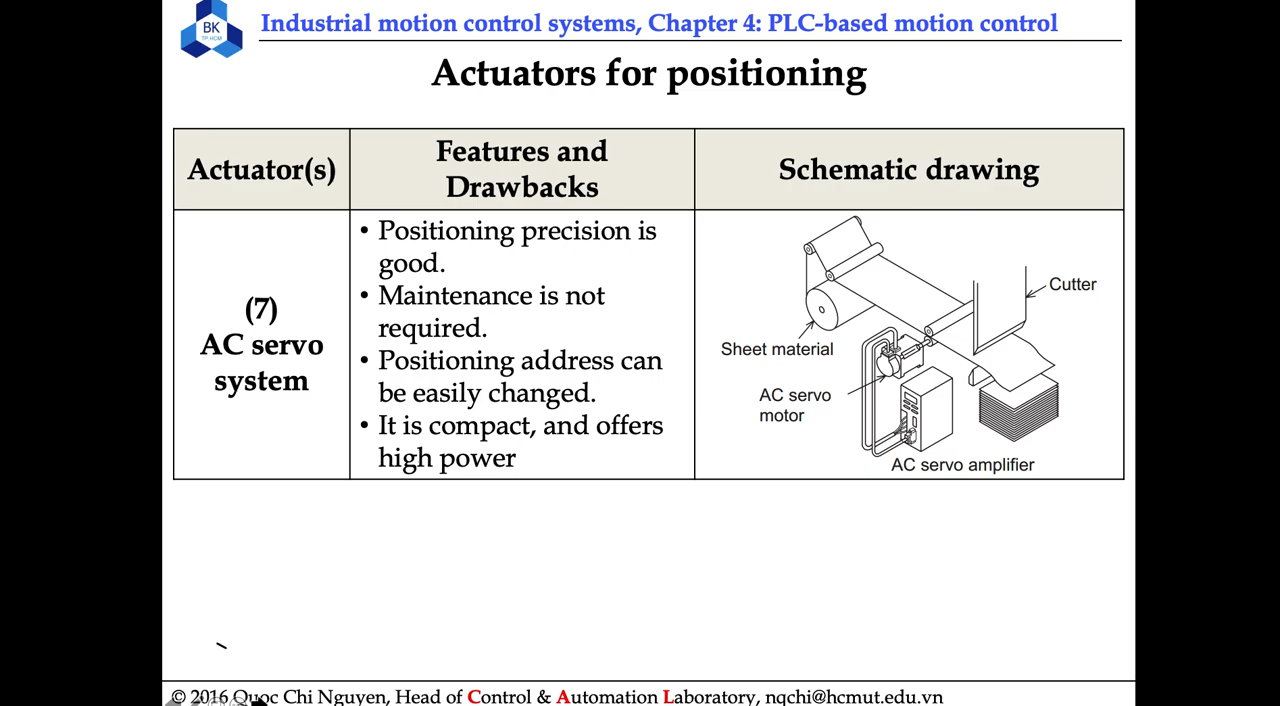 BK
TP.HCM
Industrial motion control systems, Chapter 4: PLC-based motion control
Actuators for positioning
Actuator(s)
Features and
Drawbacks
Schematic drawing
(7)
AC servo
system
• Positioning precision is
good.
• Maintenance is not
required.
• Positioning address can
be easily changed.
• It is compact, and offers
high power
Cutter
Sheet material
AC servo
motor
AC servo amplifier
© 2016 Quoc Chi Nguyen, Head of Control & Automation Laboratory, nqchi@hcmut.edu.vn